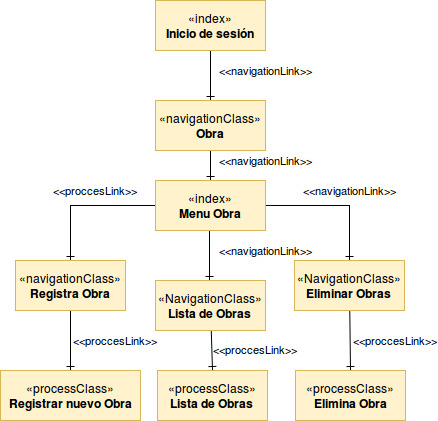 «index»
Inicio de sesión
<<navigationLink>>
«navigationClass»
Obra
<<navigationLink>>
<<proccesLink>>
«index»
Menu Obra
<<navigationLink>>
<<navigationLink>>
«navigationClass»
Registra Obra
«NavigationClass»
Lista de Obras
«NavigationClass»
Eliminar Obras
<<proccesLink>>
<<proccesLink>>
<<proccesLink>>
«processClass»
Registrar nuevo Obra
«processClass»
Lista de Obras
«processClass»
Elimina Obra